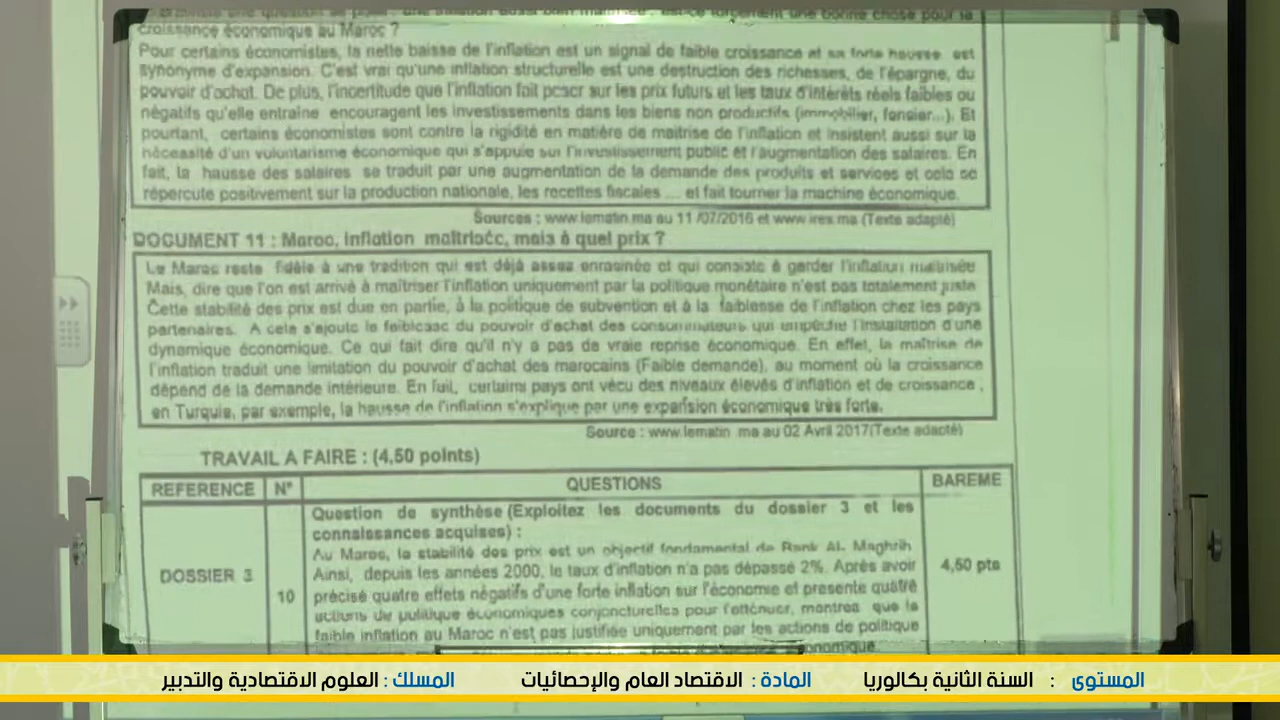 croissance économique au Maroc ?
Pour certains économistes, la nette baisse de l'inflation est un signal de faible croissance et sa forte hausse est
synonyme d'expansion. C'est vrai qu'une inflation structurelle est une destruction des richesses, de l'épargne, du
pouvoir d'achat. De plus, l'incertitude que l'inflation fait peser sur les prix futurs et les taux d'intérêts réels faibles ou
négatifs qu'elle entraîne encouragent les investissements dans les biens non productifs (immobilier, foncier...). Et
pourtant, certains économistes sont contre la rigidité en matière de maîtrise de l'inflation et insistent aussi sur la
nécessité d'un voluntarisme économique qui s'appuie sur l'investissement public et l'augmentation des salaires. En
fait, la hausse des salaires se traduit par une augmentation de la demande des produits et services et cela se
répercute positivement sur la production nationale, les recettes fiscales .... et fait tourner la machine économique.
Sources : www.lematin.ma au 11 /07/2016 et www.ires.ma (Texte adapté)
DOCUMENT 11 : Maroc, inflation maîtrisée, mais à quel prix ?
Le Maroc reste fidèle à une tradition qui est déjà assez enracinée et qui consiste à garder l'inflation maîtrisée
Mais, dire que l'on est arrivé à maîtriser l'inflation uniquement par la politique monétaire n'est pas totalement juste
Cette stabilité des prix est due en partie, à la politique de subvention et à la faiblesse de l'inflation chez les pays
partenaires. A cela s'ajoute la faiblesse du pouvoir d'achat des consommateurs qui empêche l'installation d'une
dynamique économique. Ce qui fait dire qu'il n'y a pas de vraie reprise économique. En effet, la maîtrise de
l'inflation traduit une limitation du pouvoir d'achat des marocains (Faible demande), au moment où la croissance
dépend de la demande intérieure. En fait, certains pays ont vécu des niveaux élevés d'inflation et de croissance ,
en Turquie, par exemple, la hausse de l'inflation s'explique par une expansion économique très forte.
Source : www.lematin ma au 02 Avril 2017(Texte adapté)
TRAVAIL A FAIRE : (4,50 points)
REFERENCE N° QUESTIONS BAREME
Question de synthèse (Exploitez les documents du dossier 3 et les
connaissances acquises) :
Au Maroc, la stabilité des prix est un objectif fondamental de Bank AL Maghrib
Ainsi, depuis les années 2000, le taux d'inflation n'a pas dépassé 2%. Après avoir
précisé quatre effets négatifs d'une forte inflation sur l'économie et présente quatre
actions de politique économiques conjoncturelles pour l'atténuer, montrez que la
faible inflation au Maroc n'est pas justifiée uniquement par les actions de politique
DOSSIER 3 10 4,50 pts
المستوى : السنة الثانية بكالوريا المادة : الاقتصاد العام والإحصائيات المسلك : العلوم الاقتصادية والتدبير